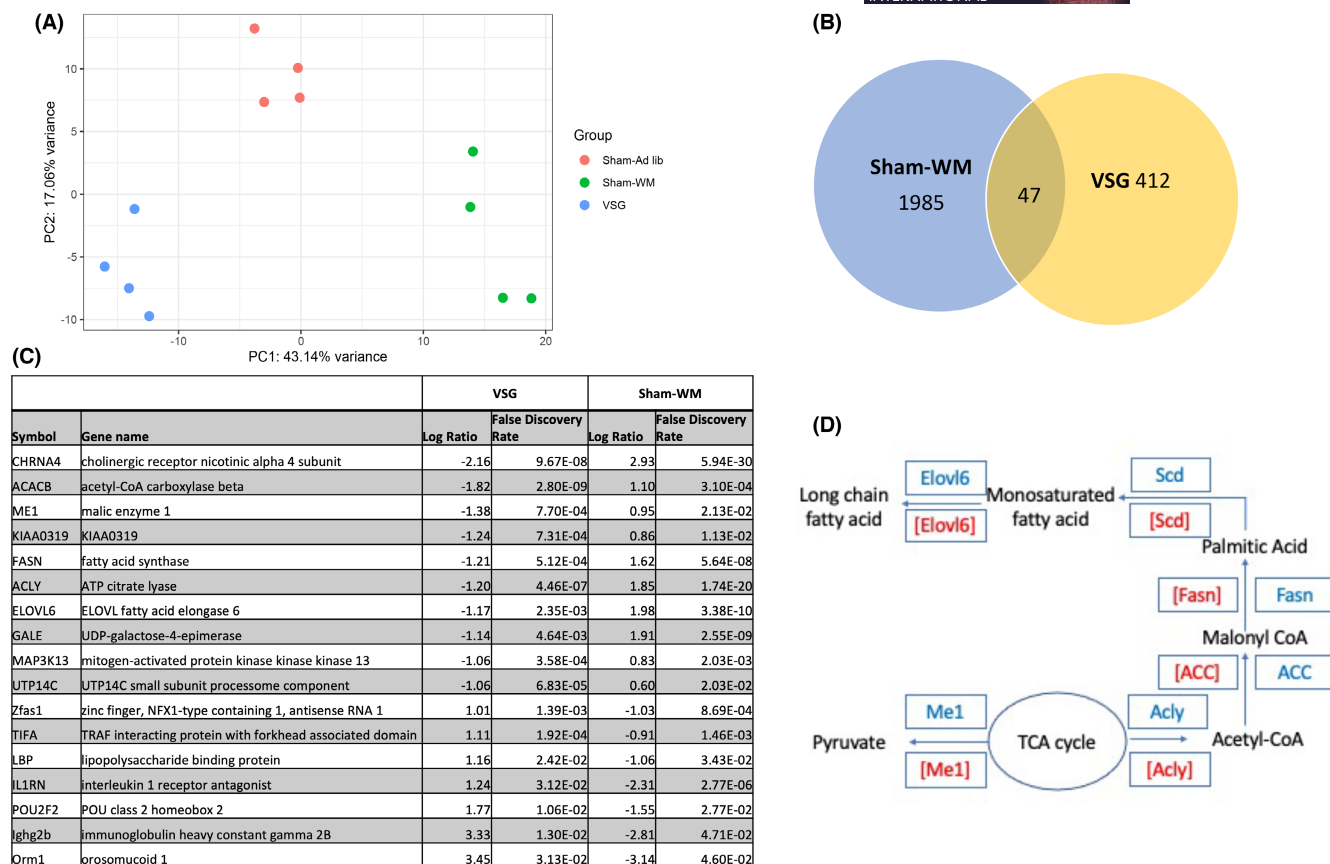 (A)
10
5
0
-5
-10
-10
0
10
20
PC2: 17.06% variance
PC1: 43.14% variance
Group
Sham-Ad lib
Sham-WM
VSG
(B)
Sham-WM
1985
47
VSG 412
(C)
VSG Sham-WM
Symbol Gene name Log Ratio False Discovery Rate Log Ratio False Discovery Rate
CHRNA4 cholinergic receptor nicotinic alpha 4 subunit -2.16 9.67E-08 2.93 5.94E-30
ACACB acetyl-CoA carboxylase beta -1.82 2.80E-09 1.10 3.10E-04
ME1 malic enzyme 1 -1.38 7.70E-04 0.95 2.13E-02
KIAA0319 KIAA0319 -1.24 7.31E-04 0.86 1.13E-02
FASN fatty acid synthase -1.21 5.12E-04 1.62 5.64E-08
ACLY ATP citrate lyase -1.20 4.46E-07 1.85 1.74E-20
ELOVL6 ELOVL fatty acid elongase 6 -1.17 2.35E-03 1.98 3.38E-10
GALE UDP-galactose-4-epimerase -1.14 4.64E-03 1.91 2.55E-09
MAP3K13 mitogen-activated protein kinase kinase kinase 13 -1.06 3.58E-04 0.83 2.03E-03
UTP14C UTP14C small subunit processome component -1.06 6.83E-05 0.60 2.03E-02
Zfas1 zinc finger, NFX1-type containing 1, antisense RNA 1 1.01 1.39E-03 -1.03 8.69E-04
TIFA TRAF interacting protein with forkhead associated domain 1.11 1.92E-04 -0.91 1.46E-03
LBP lipopolysaccharide binding protein 1.16 2.42E-02 -1.06 3.43E-02
IL1RN interleukin 1 receptor antagonist 1.24 3.12E-02 -2.31 2.77E-06
POU2F2 POU class 2 homeobox 2 1.77 1.06E-02 -1.55 2.77E-02
Ighg2b immunoglobulin heavy constant gamma 2B 3.33 1.30E-02 -2.81 4.71E-02
Orm1 orosomucoid 1 3.45 3.13E-02 -3.14 4.60E-02
(D)
Elovl6
Scd
Long chain
fatty acid
Monosaturated
fatty acid
[Elovl6]
[Scd]
Palmitic Acid
[Fasn]
Fasn
Malonyl CoA
[ACC]
ACC
Me1
Acly
Pyruvate
TCA cycle
Acetyl-CoA
[Me1]
[Acly]